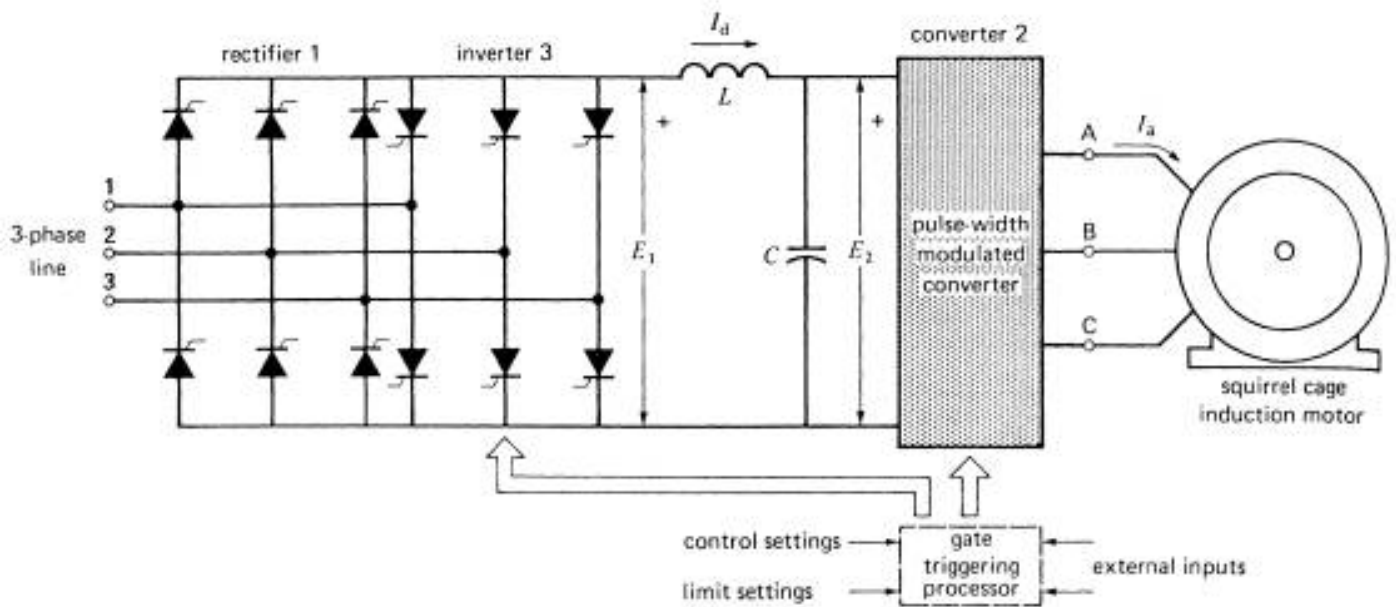 rectifier 1
inverter 3
I_d
converter 2
L
+
+
A
I_a
1
3-phase
line
2
3
E_1
C
E_2
pulse-width
modulated
converter
B
C
squirrel cage
induction motor
control settings
limit settings
gate
triggering
processor
external inputs